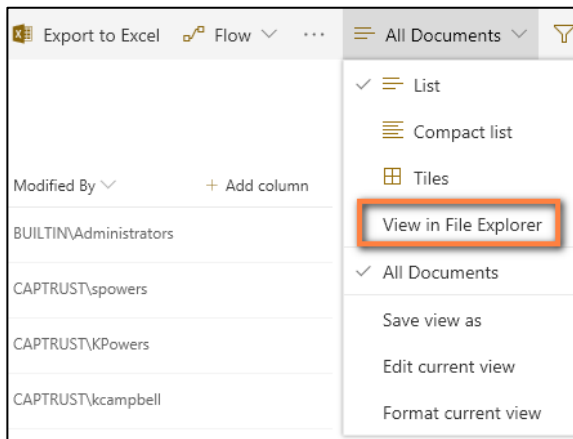 Export to Excel Flow ... All Documents
List
Compact list
Tiles
Modified By + Add column
View in File Explorer
BUILTIN\Administrators
All Documents
CAPTRUST\spowers
Save view as
CAPTRUST\KPowers
Edit current view
CAPTRUST\kcampbell
Format current view